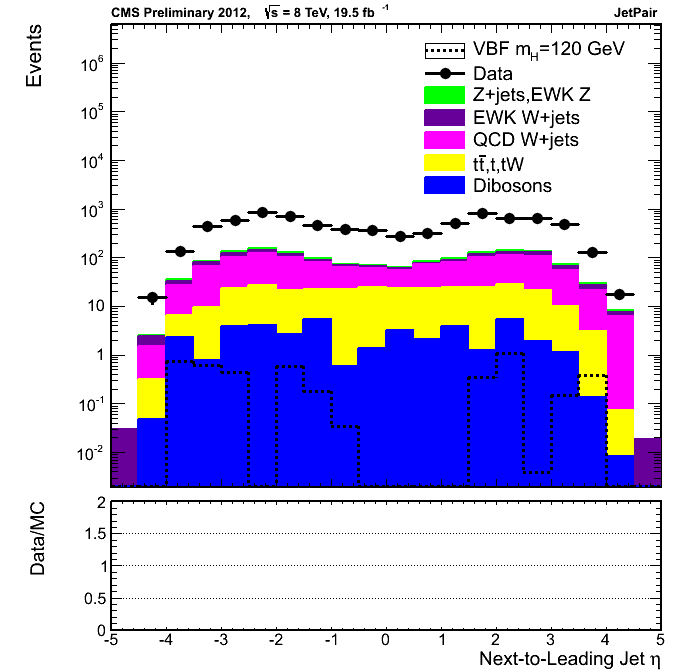 CMS Preliminary 2012, √s = 8 TeV, 19.5 fb⁻¹ JetPair
Events
VBF m_H=120 GeV
Data
Z+jets,EWK Z
EWK W+jets
QCD W+jets
tt̄,t,tW
Dibosons
10⁶
10⁵
10⁴
10³
10²
10
1
10⁻¹
10⁻²
Data/MC
2
1.5
1
0.5
0
-5 -4 -3 -2 -1 0 1 2 3 4 5
Next-to-Leading Jet η